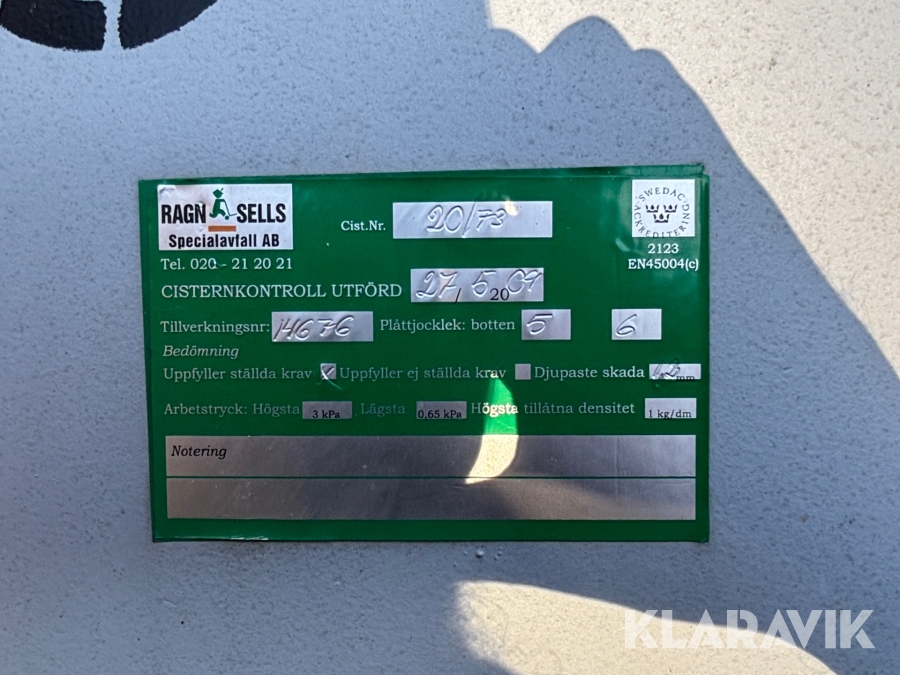 RAGN SELLS
Specialavfall AB
Tel. 020 - 21 20 21
Cist.Nr. 20/73
SWEDAC ACKREDITERING
2123
EN45004(c)
CISTERNKONTROLL UTFÖRD 27/5 2009
Tillverkningsnr: 14676 Plåttjocklek: botten 5 6
Bedömning
Uppfyller ställda krav Uppfyller ej ställda krav Djupaste skada mm
Arbetstryck: Högsta 3 kPa Lägsta 0,65 kPa Högsta tillåtna densitet 1 kg/dm
Notering
KLARAVIK